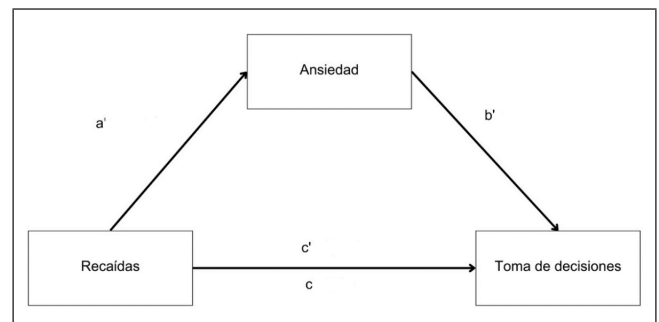 Ansiedad
a'
b'
Recaídas
c'
c
Toma de decisiones